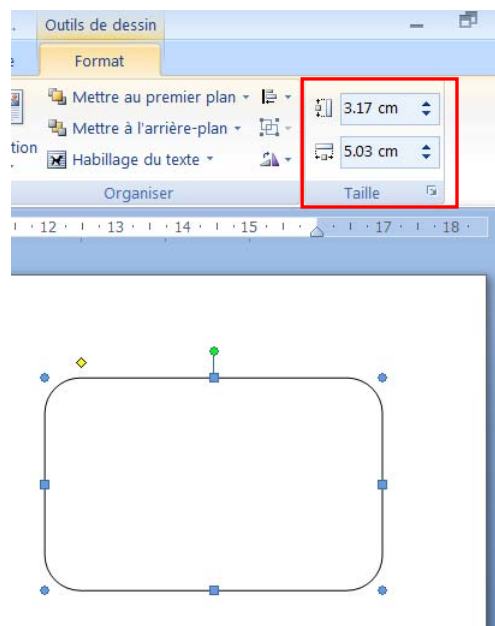 Outils de dessin
Format
Mettre au premier plan
Mettre à l'arrière-plan
tion
Habillage du texte
Organiser
3.17 cm
5.03 cm
Taille
12 13 14 15 17 18